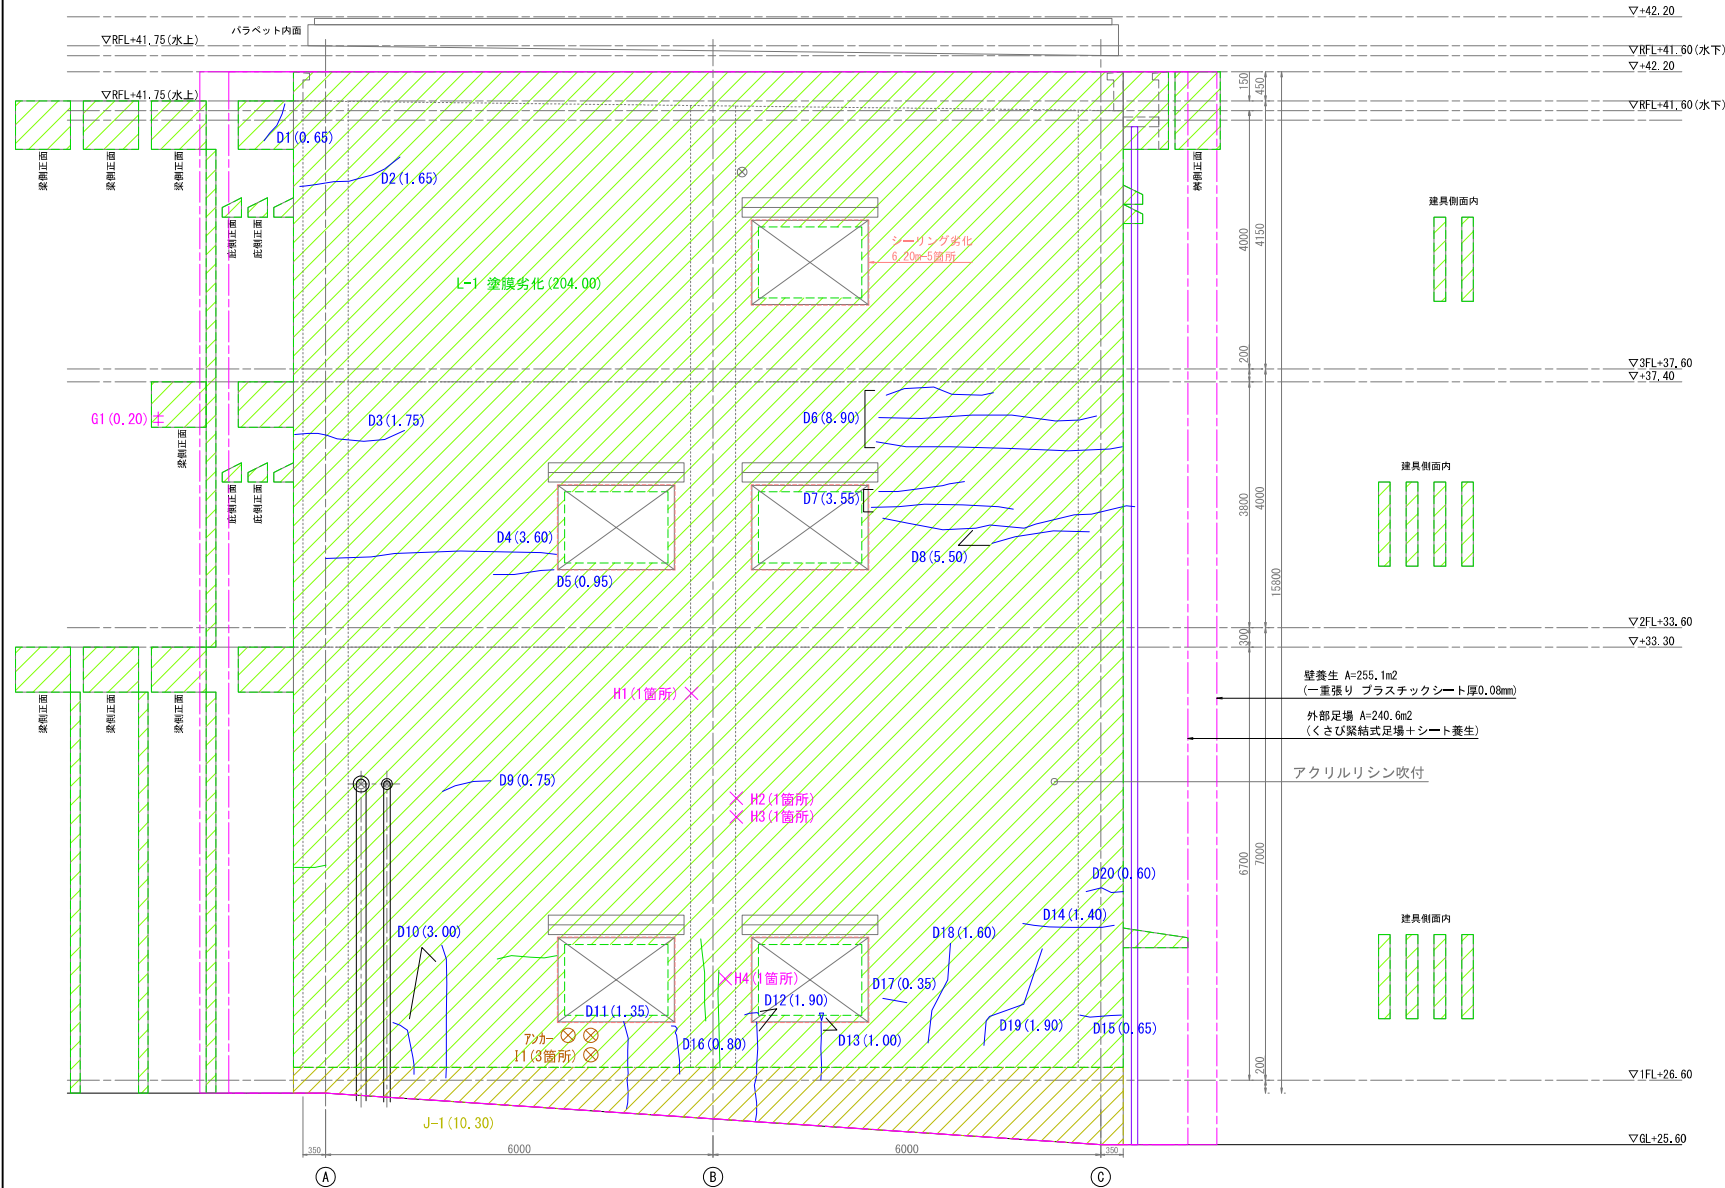 ▽+42.20
パラペット内面
▽RFL+41.75(水上)
▽RFL+41.60(水下)
▽+42.20
▽RFL+41.75(水上)
▽RFL+41.60(水下)
150
450
D1(0.65)
梁側正面
梁側正面
梁側正面
D2(1.65)
庇側正面
庇側正面
建具側面内
シーリング劣化
6.20m-5箇所
4000
4150
L-1 塗膜劣化(204.00)
200
▽3FL+37.60
▽+37.40
G1(0.20)
D3(1.75)
D6(8.90)
梁側正面
建具側面内
庇側正面
庇側正面
D7(3.55)
3800
4000
D4(3.60)
D8(5.50)
D5(0.95)
15800
▽2FL+33.60
300
▽+33.30
壁養生 A=255.1m2
(一重張り プラスチックシート厚0.08mm)
H1(1箇所)
梁側正面
梁側正面
梁側正面
外部足場 A=240.6m2
(くさび緊結式足場+シート養生)
アクリルリシン吹付
D9(0.75)
H2(1箇所)
H3(1箇所)
6700
7000
D20(0.60)
D14(1.40)
建具側面内
D10(3.00)
D18(1.60)
H4(1箇所)
D17(0.35)
D12(1.90)
D11(1.35)
D19(1.90)
D15(0.65)
アンカー
I1(3箇所)
D16(0.80)
D13(1.00)
200
▽1FL+26.60
J-1(10.30)
▽GL+25.60
350
6000
6000
350
A
B
C